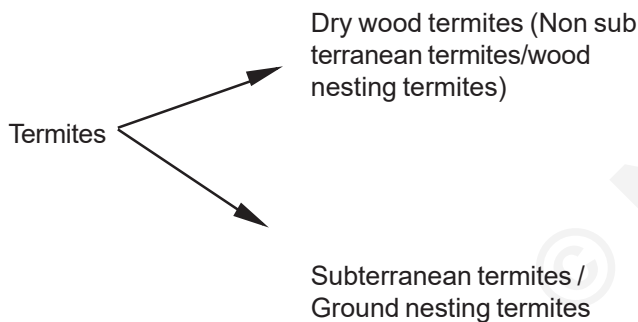 Dry wood termites (Non sub
terranean termites/wood
nesting termites)
Termites
Subterranean termites /
Ground nesting termites